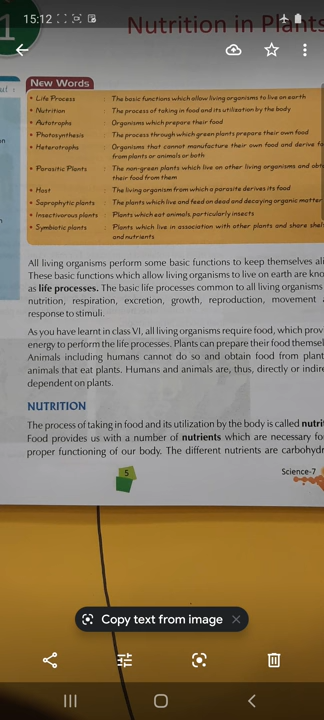 15:12
1
Nutrition in Plants
New Words
• Life Process : The basic functions which allow living organisms to live on earth
• Nutrition : The process of taking in food and its utilization by the body
• Autotrophs : Organisms which prepare their food
• Photosynthesis : The process through which green plants prepare their own food
• Heterotrophs : Organisms that cannot manufacture their own food and derive fo
from plants or animals or both
• Parasitic Plants : The non-green plants which live on other living organisms and obt
their food from them
• Host : The living organism from which a parasite derives its food
• Saprophytic plants : The plants which live and feed on dead and decaying organic matter
• Insectivorous plants : Plants which eat animals particularly insects
• Symbiotic plants : Plants which live in association with other plants and share shel
and nutrients
All living organisms perform some basic functions to keep themselves ali
These basic functions which allow living organisms to live on earth are kno
as life processes. The basic life processes common to all living organisms
nutrition, respiration, excretion, growth, reproduction, movement
response to stimuli.
As you have learnt in class VI, all living organisms require food, which prov
energy to perform the life processes. Plants can prepare their food themsel
Animals including humans cannot do so and obtain food from plant
animals that eat plants. Humans and animals are, thus, directly or indire
dependent on plants.
NUTRITION
The process of taking in food and its utilization by the body is called nutri
Food provides us with a number of nutrients which are necessary fo
proper functioning of our body. The different nutrients are carbohydr
5
Science-7
Copy text from image